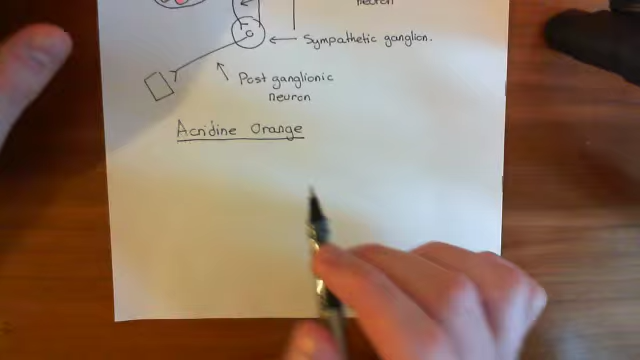 neuron
Sympathetic ganglion.
Post ganglionic
neuron
Acridine Orange